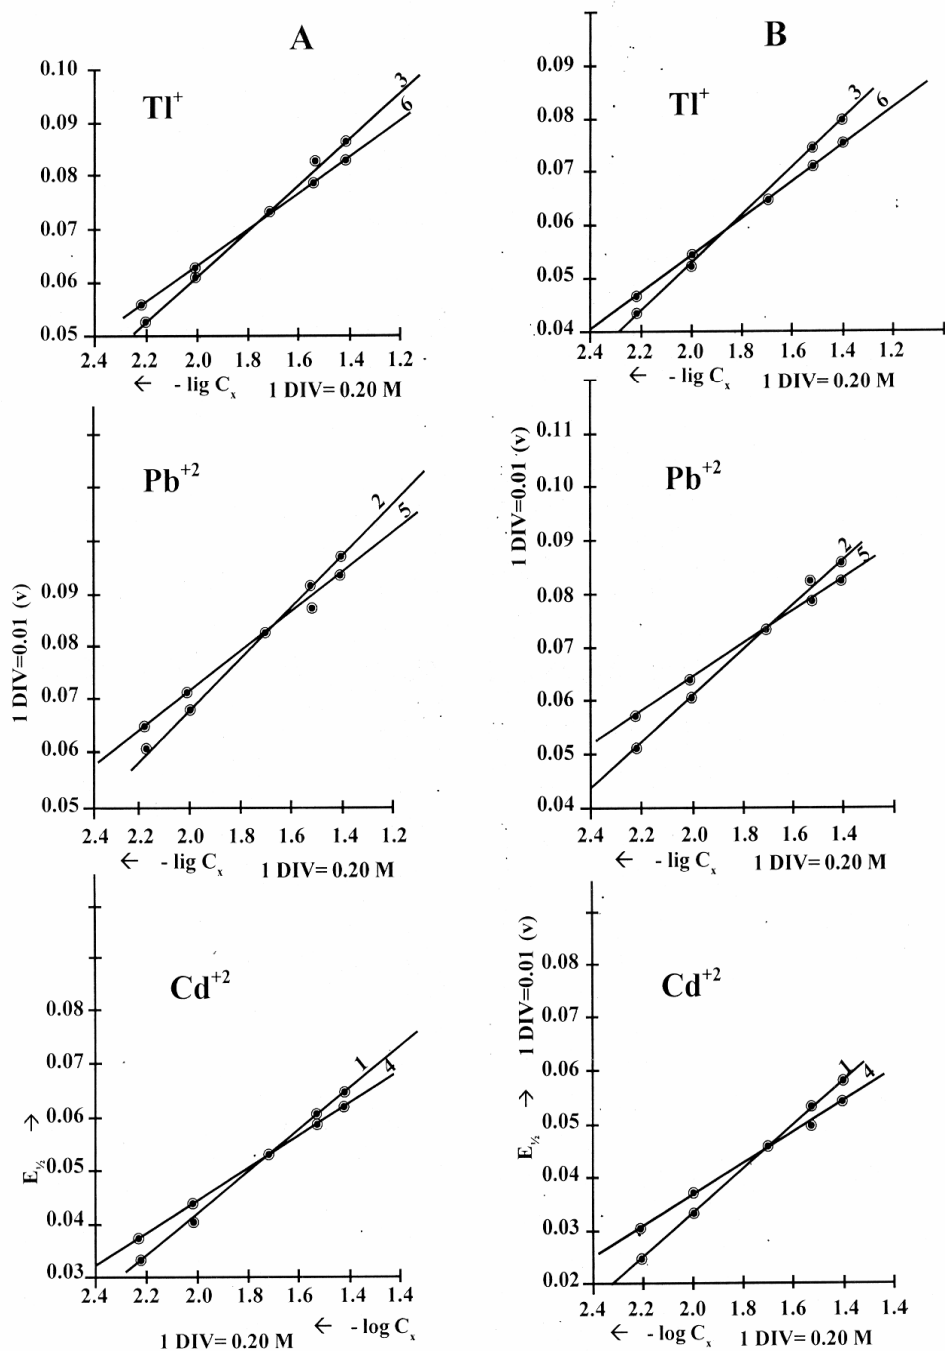 A
Tl+
0.10
0.09
0.08
0.07
0.06
0.05
3
6
2.4 2.2 2.0 1.8 1.6 1.4 1.2
← - lig Cx 1 DIV= 0.20 M
B
Tl+
0.09
0.08
0.07
0.06
0.05
0.04
3
6
2.4 2.2 2.0 1.8 1.6 1.4 1.2
← - lig Cx 1 DIV= 0.20 M
Pb+2
1 DIV=0.01 (v)
0.09
0.08
0.07
0.06
0.05
2
5
2.4 2.2 2.0 1.8 1.6 1.4 1.2
← - lig Cx 1 DIV= 0.20 M
Pb+2
1 DIV=0.01 (v)
0.11
0.10
0.09
0.08
0.07
0.06
0.05
0.04
2
5
2.4 2.2 2.0 1.8 1.6 1.4 1.2
← - lig Cx 1 DIV= 0.20 M
Cd+2
E½ →
0.08
0.07
0.06
0.05
0.04
0.03
1
4
2.4 2.2 2.0 1.8 1.6 1.4 1.4
← - log Cx
1 DIV= 0.20 M
Cd+2
E½ → 1 DIV=0.01 (v)
0.08
0.07
0.06
0.05
0.04
0.03
0.02
1
4
2.4 2.2 2.0 1.8 1.6 1.4 1.4
← - log Cx 1 DIV= 0.20 M